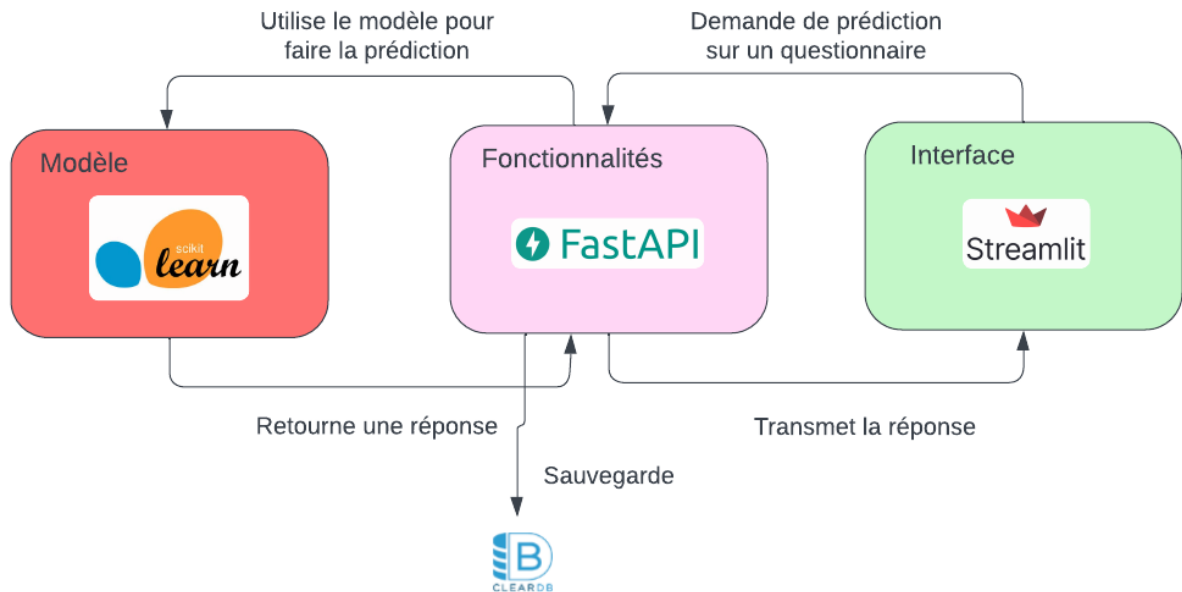 Utilise le modèle pour
faire la prédiction
Demande de prédiction
sur un questionnaire
Modèle
scikit
learn
Fonctionnalités
FastAPI
Interface
Streamlit
Retourne une réponse
Transmet la réponse
Sauvegarde
B
CLEARDB